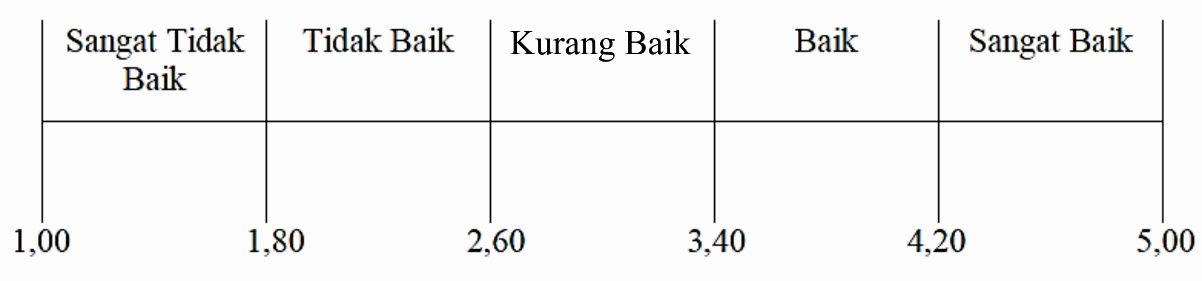 Sangat Tidak Baik
Tidak Baik
Kurang Baik
Baik
Sangat Baik
1,00 1,80 2,60 3,40 4,20 5,00